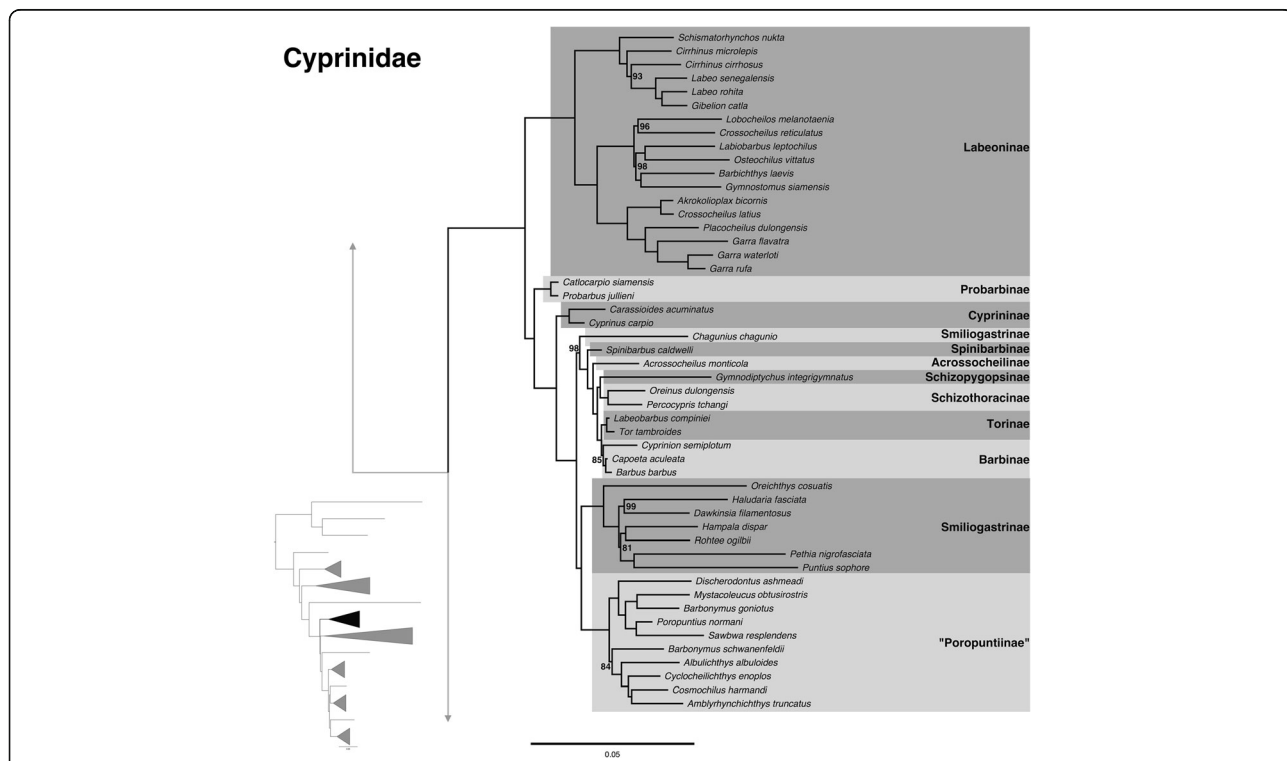 Cyprinidae
Schismatorhynchos nukta
Cirrhinus microlepis
Cirrhinus cirrhosus
93
Labeo senegalensis
Labeo rohita
Gibelion catla
Lobocheilos melanotaenia
96
Crossocheilus reticulatus
Labiobarbus leptochilus
Labeoninae
98
Osteochilus vittatus
Barbichthys laevis
Gymnostomus siamensis
Akrokolioplax bicornis
Crossocheilus latius
Placocheilus dulongensis
Garra flavatra
Garra waterloti
Garra rufa
Catlocarpio siamensis
Probarbinae
Probarbus jullieni
Carassioides acuminatus
Cyprininae
Cyprinus carpio
Chagunius chagunio
Smiliogastrinae
98
Spinibarbus caldwelli
Spinibarbinae
Acrossocheilus monticola
Acrossocheilinae
Gymnodiptychus integrigymnatus
Schizopygopsinae
Oreinus dulongensis
Schizothoracinae
Percocypris tchangi
Labeobarbus compiniei
Torinae
Tor tambroides
Cyprinion semiplotum
85
Capoeta aculeata
Barbinae
Barbus barbus
Oreichthys cosuatis
Haludaria fasciata
99
Dawkinsia filamentosus
Smiliogastrinae
Hampala dispar
81
Rohtee ogilbii
Pethia nigrofasciata
Puntius sophore
Discherodontus ashmeadi
Mystacoleucus obtusirostris
Barbonymus goniotus
Poropuntius normani
Sawbwa resplendens
"Poropuntiinae"
Barbonymus schwanenfeldii
84
Albulichthys albuloides
Cyclocheilichthys enoplos
Cosmochilus harmandi
Amblyrhynchichthys truncatus
0.05